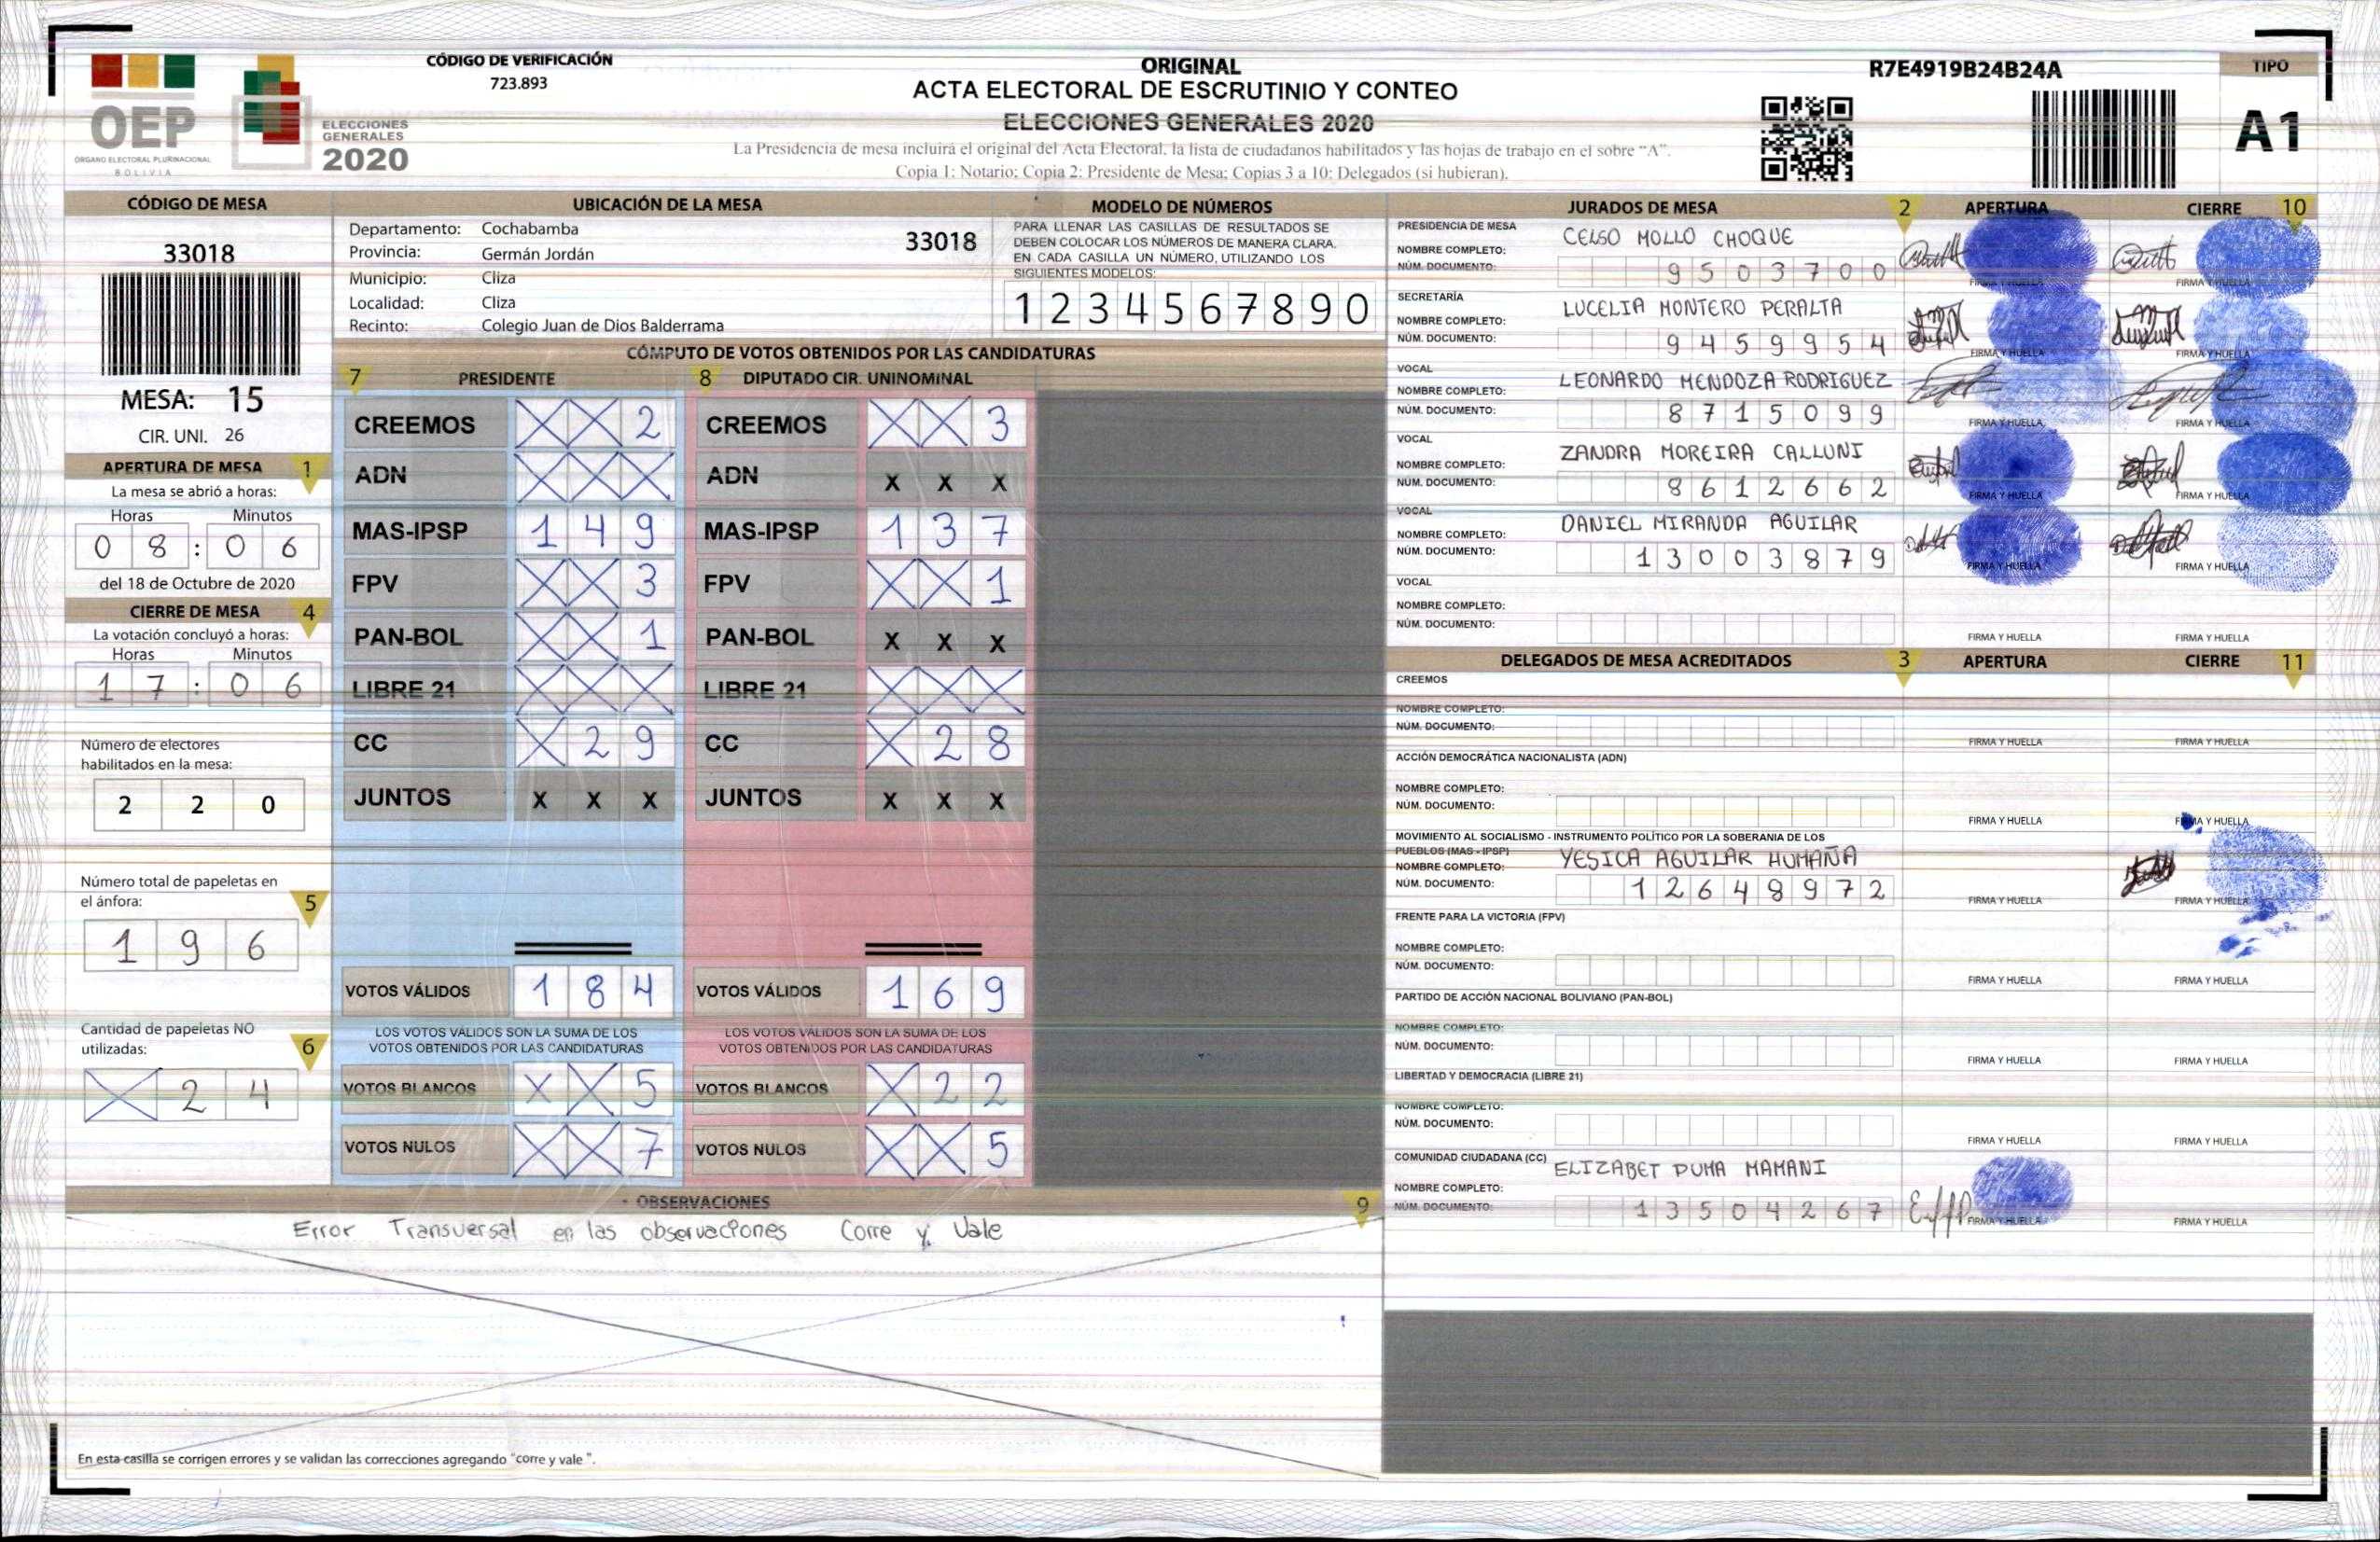 CÓDIGO DE VERIFICACIÓN
723.893
ORIGINAL
ACTA ELECTORAL DE ESCRUTINIO Y CONTEO
ELECCIONES GENERALES 2020
La Presidencia de mesa incluirá el original del Acta Electoral, la lista de ciudadanos habilitados y las hojas de trabajo en el sobre "A".
Copia 1: Notario; Copia 2: Presidente de Mesa; Copias 3 a 10: Delegados (si hubieran).
R7E4919B24B24A
TIPO
A1
OEP
ÓRGANO ELECTORAL PLURINACIONAL
BOLIVIA
ELECCIONES
GENERALES
2020
CÓDIGO DE MESA
33018
MESA: 15
CIR. UNI. 26
APERTURA DE MESA 1
La mesa se abrió a horas:
Horas Minutos
0 8 : 0 6
del 18 de Octubre de 2020
CIERRE DE MESA 4
La votación concluyó a horas:
Horas Minutos
1 7 : 0 6
Número de electores
habilitados en la mesa:
2 2 0
Número total de papeletas en
el ánfora: 5
1 9 6
Cantidad de papeletas NO
utilizadas: 6
X 2 4
UBICACIÓN DE LA MESA
Departamento: Cochabamba
33018
Provincia: Germán Jordán
Municipio: Cliza
Localidad: Cliza
Recinto: Colegio Juan de Dios Balderrama
MODELO DE NÚMEROS
PARA LLENAR LAS CASILLAS DE RESULTADOS SE
DEBEN COLOCAR LOS NÚMEROS DE MANERA CLARA.
EN CADA CASILLA UN NÚMERO, UTILIZANDO LOS
SIGUIENTES MODELOS:
1 2 3 4 5 6 7 8 9 0
CÓMPUTO DE VOTOS OBTENIDOS POR LAS CANDIDATURAS
7 PRESIDENTE 8 DIPUTADO CIR. UNINOMINAL
CREEMOS X X 2 CREEMOS X X 3
ADN X X X ADN X X X
MAS-IPSP 1 4 9 MAS-IPSP 1 3 7
FPV X X 3 FPV X X 1
PAN-BOL X X 1 PAN-BOL X X X
LIBRE 21 X X X LIBRE 21 X X X
CC X 2 9 CC X 2 8
JUNTOS X X X JUNTOS X X X
VOTOS VÁLIDOS 1 8 4 VOTOS VÁLIDOS 1 6 9
LOS VOTOS VÁLIDOS SON LA SUMA DE LOS LOS VOTOS VÁLIDOS SON LA SUMA DE LOS
VOTOS OBTENIDOS POR LAS CANDIDATURAS VOTOS OBTENIDOS POR LAS CANDIDATURAS
VOTOS BLANCOS X X 5 VOTOS BLANCOS X 2 2
VOTOS NULOS X X 7 VOTOS NULOS X X 5
OBSERVACIONES 9
Error Transversal en las observaciones Corre y Vale
En esta casilla se corrigen errores y se validan las correcciones agregando "corre y vale".
JURADOS DE MESA 2 APERTURA CIERRE 10
PRESIDENCIA DE MESA
NOMBRE COMPLETO: CELSO MOLLO CHOQUE
NÚM. DOCUMENTO: 9 5 0 3 7 0 0
FIRMA Y HUELLA FIRMA Y HUELLA
SECRETARÍA
NOMBRE COMPLETO: LUCELIA MONTERO PERALTA
NÚM. DOCUMENTO: 9 4 5 9 9 5 4
FIRMA Y HUELLA FIRMA Y HUELLA
VOCAL
NOMBRE COMPLETO: LEONARDO MENDOZA RODRIGUEZ
NÚM. DOCUMENTO: 8 7 1 5 0 9 9
FIRMA Y HUELLA FIRMA Y HUELLA
VOCAL
NOMBRE COMPLETO: ZANDRA MOREIRA CALLUNI
NÚM. DOCUMENTO: 8 6 1 2 6 6 2
FIRMA Y HUELLA FIRMA Y HUELLA
VOCAL
NOMBRE COMPLETO: DANIEL MIRANDA AGUILAR
NÚM. DOCUMENTO: 1 3 0 0 3 8 7 9
FIRMA Y HUELLA FIRMA Y HUELLA
VOCAL
NOMBRE COMPLETO:
NÚM. DOCUMENTO:
FIRMA Y HUELLA FIRMA Y HUELLA
DELEGADOS DE MESA ACREDITADOS 3 APERTURA CIERRE 11
CREEMOS
NOMBRE COMPLETO:
NÚM. DOCUMENTO:
FIRMA Y HUELLA FIRMA Y HUELLA
ACCIÓN DEMOCRÁTICA NACIONALISTA (ADN)
NOMBRE COMPLETO:
NÚM. DOCUMENTO:
FIRMA Y HUELLA FIRMA Y HUELLA
MOVIMIENTO AL SOCIALISMO - INSTRUMENTO POLÍTICO POR LA SOBERANIA DE LOS
PUEBLOS (MAS - IPSP)
NOMBRE COMPLETO: YESICA AGUILAR HUMAÑA
NÚM. DOCUMENTO: 1 2 6 4 8 9 7 2
FIRMA Y HUELLA FIRMA Y HUELLA
FRENTE PARA LA VICTORIA (FPV)
NOMBRE COMPLETO:
NÚM. DOCUMENTO:
FIRMA Y HUELLA FIRMA Y HUELLA
PARTIDO DE ACCIÓN NACIONAL BOLIVIANO (PAN-BOL)
NOMBRE COMPLETO:
NÚM. DOCUMENTO:
FIRMA Y HUELLA FIRMA Y HUELLA
LIBERTAD Y DEMOCRACIA (LIBRE 21)
NOMBRE COMPLETO:
NÚM. DOCUMENTO:
FIRMA Y HUELLA FIRMA Y HUELLA
COMUNIDAD CIUDADANA (CC)
NOMBRE COMPLETO: ELIZABET PUMA MAMANI
NÚM. DOCUMENTO: 1 3 5 0 4 2 6 7
FIRMA Y HUELLA FIRMA Y HUELLA